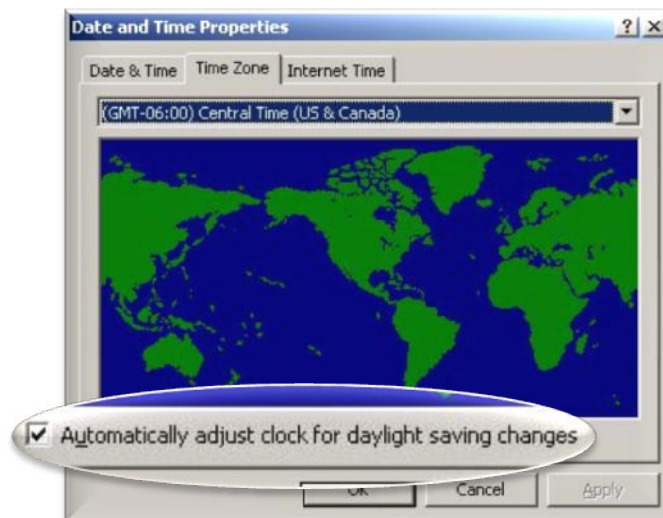 Date and Time Properties
Date & Time Time Zone Internet Time
(GMT-06:00) Central Time (US & Canada)
Automatically adjust clock for daylight saving changes
OK Cancel Apply